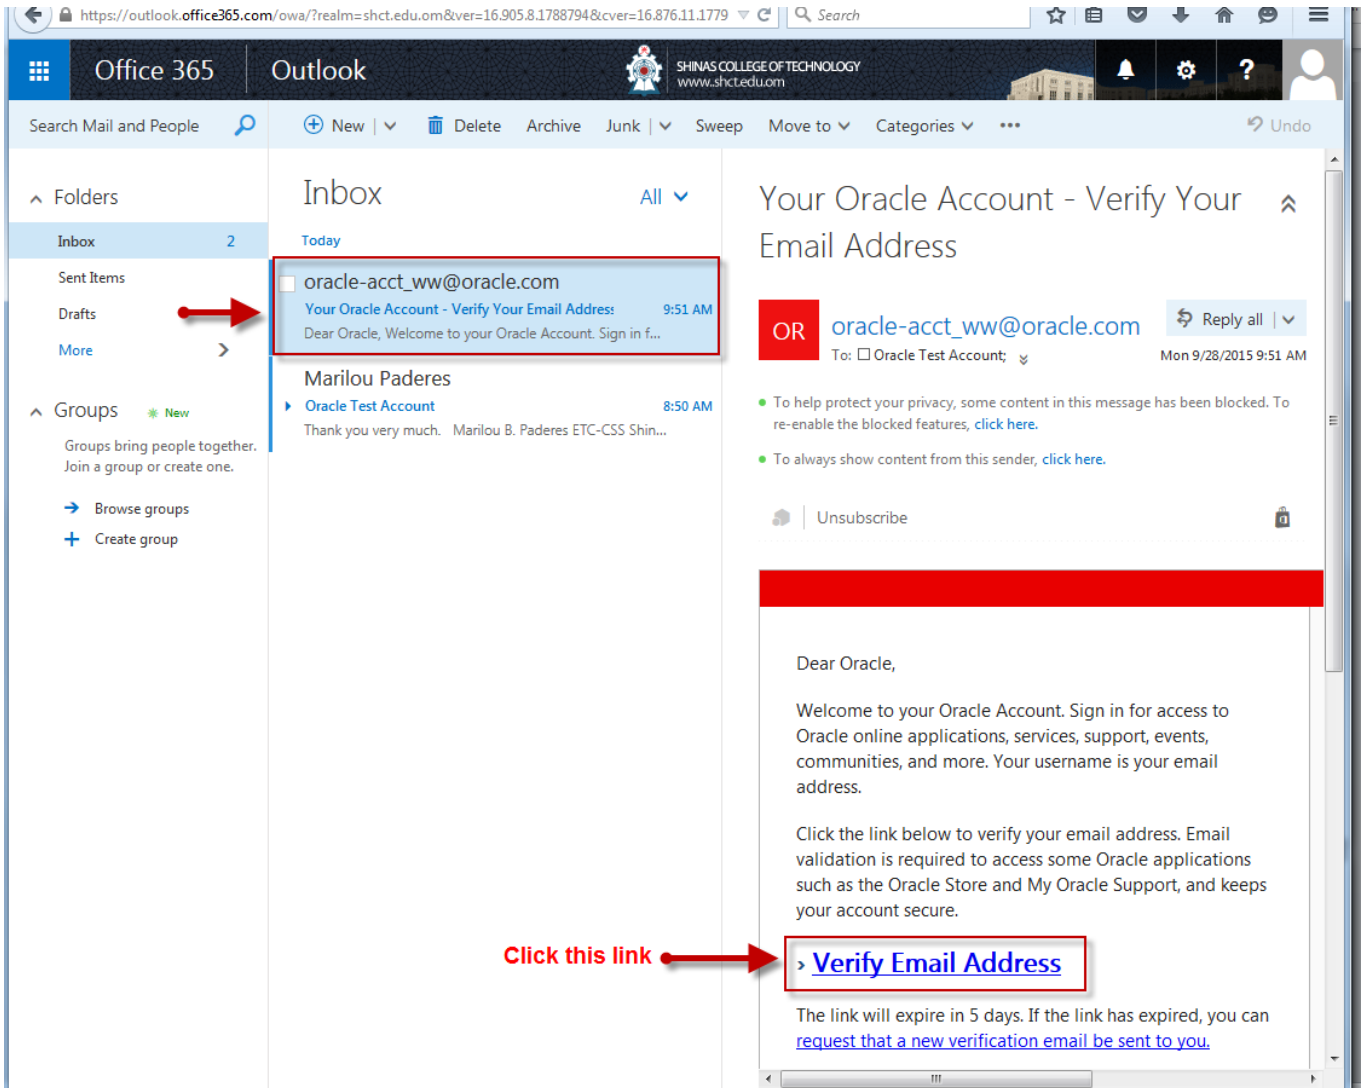 https://outlook.office365.com/owa/?realm=shct.edu.om&ver=16.905.8.1788794&cver=16.876.11.1779
Search
Office 365
Outlook
SHINAS COLLEGE OF TECHNOLOGY
www.shct.edu.om
?
Search Mail and People
New
Delete
Archive
Junk
Sweep
Move to
Categories
Undo
Folders
Inbox 2
Sent Items
Drafts
More
Groups New
Groups bring people together.
Join a group or create one.
Browse groups
Create group
Inbox
All
Today
oracle-acct_ww@oracle.com
Your Oracle Account - Verify Your Email Address 9:51 AM
Dear Oracle, Welcome to your Oracle Account. Sign in f...
Marilou Paderes
Oracle Test Account 8:50 AM
Thank you very much. Marilou B. Paderes ETC-CSS Shin...
Your Oracle Account - Verify Your
Email Address
OR
oracle-acct_ww@oracle.com
Reply all
To: Oracle Test Account;
Mon 9/28/2015 9:51 AM
To help protect your privacy, some content in this message has been blocked. To
re-enable the blocked features, click here.
To always show content from this sender, click here.
Unsubscribe
Dear Oracle,
Welcome to your Oracle Account. Sign in for access to
Oracle online applications, services, support, events,
communities, and more. Your username is your email
address.
Click the link below to verify your email address. Email
validation is required to access some Oracle applications
such as the Oracle Store and My Oracle Support, and keeps
your account secure.
Click this link
› Verify Email Address
The link will expire in 5 days. If the link has expired, you can
request that a new verification email be sent to you.